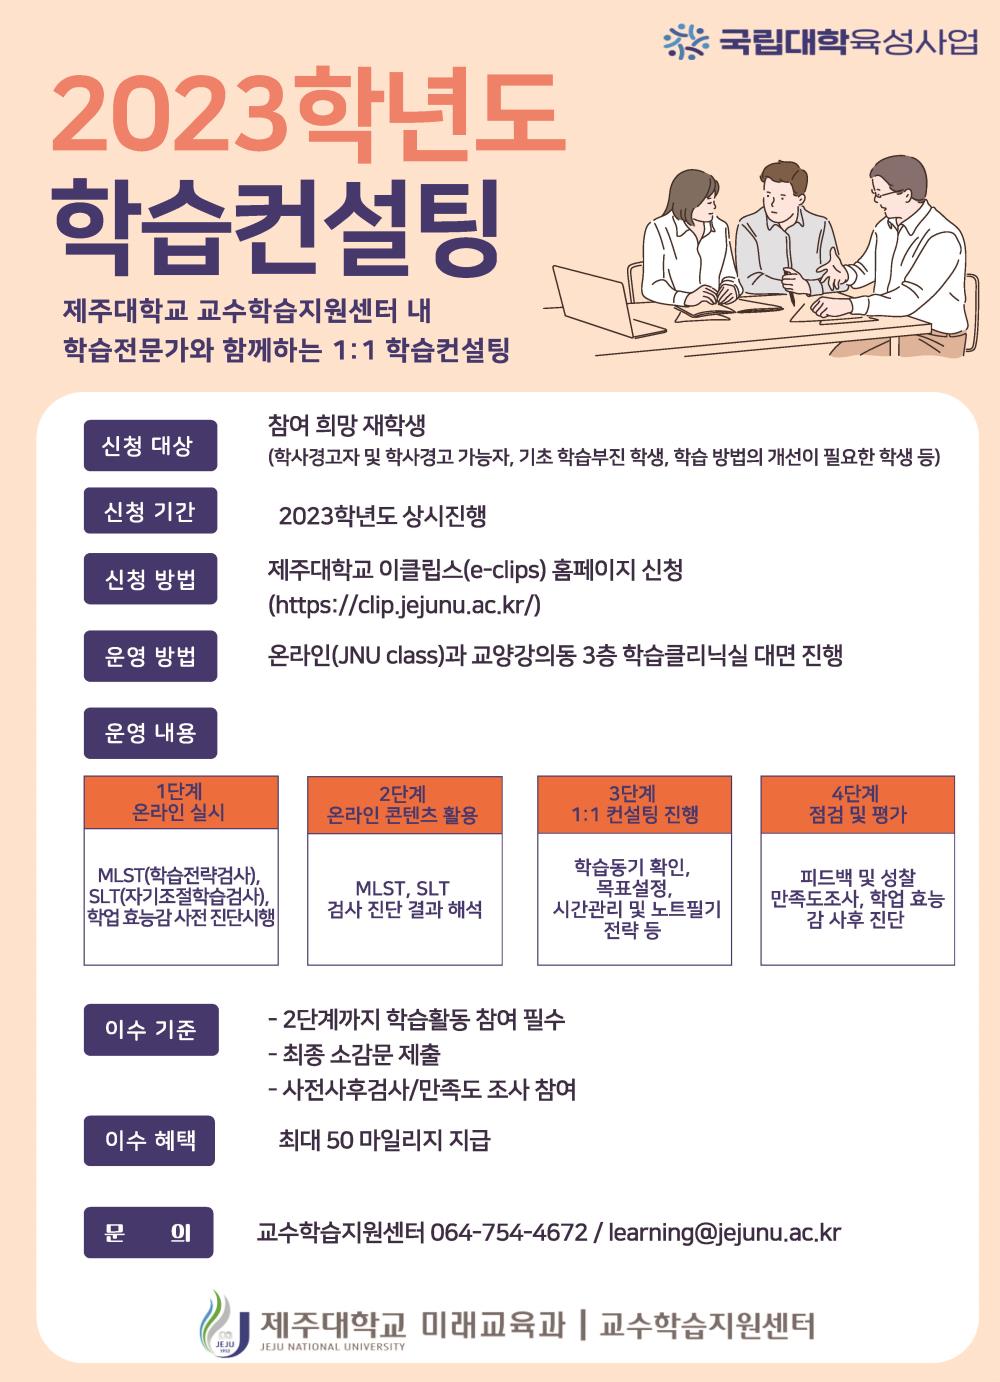 국립대학육성사업
2023학년도
학습컨설팅
제주대학교 교수학습지원센터 내
학습전문가와 함께하는 1:1 학습컨설팅
신청 대상
참여 희망 재학생
(학사경고자 및 학사경고 가능자, 기초 학습부진 학생, 학습 방법의 개선이 필요한 학생 등)
신청 기간
2023학년도 상시진행
신청 방법
제주대학교 이클립스(e-clips) 홈페이지 신청
(https://clip.jejunu.ac.kr/)
운영 방법
온라인(JNU class)과 교양강의동 3층 학습클리닉실 대면 진행
운영 내용
1단계
온라인 실시
MLST(학습전략검사),
SLT(자기조절학습검사),
학업 효능감 사전 진단시행
2단계
온라인 콘텐츠 활용
MLST, SLT
검사 진단 결과 해석
3단계
1:1 컨설팅 진행
학습동기 확인,
목표설정,
시간관리 및 노트필기
전략 등
4단계
점검 및 평가
피드백 및 성찰
만족도조사, 학업 효능
감 사후 진단
이수 기준
- 2단계까지 학습활동 참여 필수
- 최종 소감문 제출
- 사전사후검사/만족도 조사 참여
이수 혜택
최대 50 마일리지 지급
문 의
교수학습지원센터 064-754-4672 / learning@jejunu.ac.kr
JEJU
1952
제주대학교 미래교육과 | 교수학습지원센터
JEJU NATIONAL UNIVERSITY